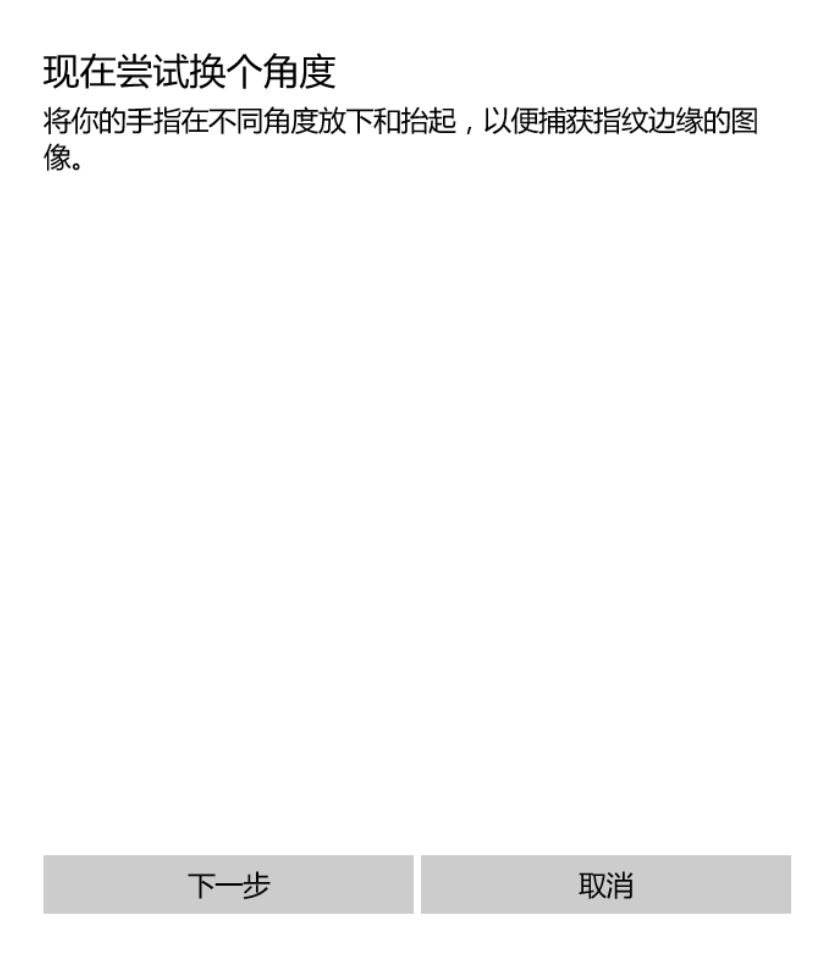 现在尝试换个角度
将你的手指在不同角度放下和抬起，以便捕获指纹边缘的图
像。
下一步
取消